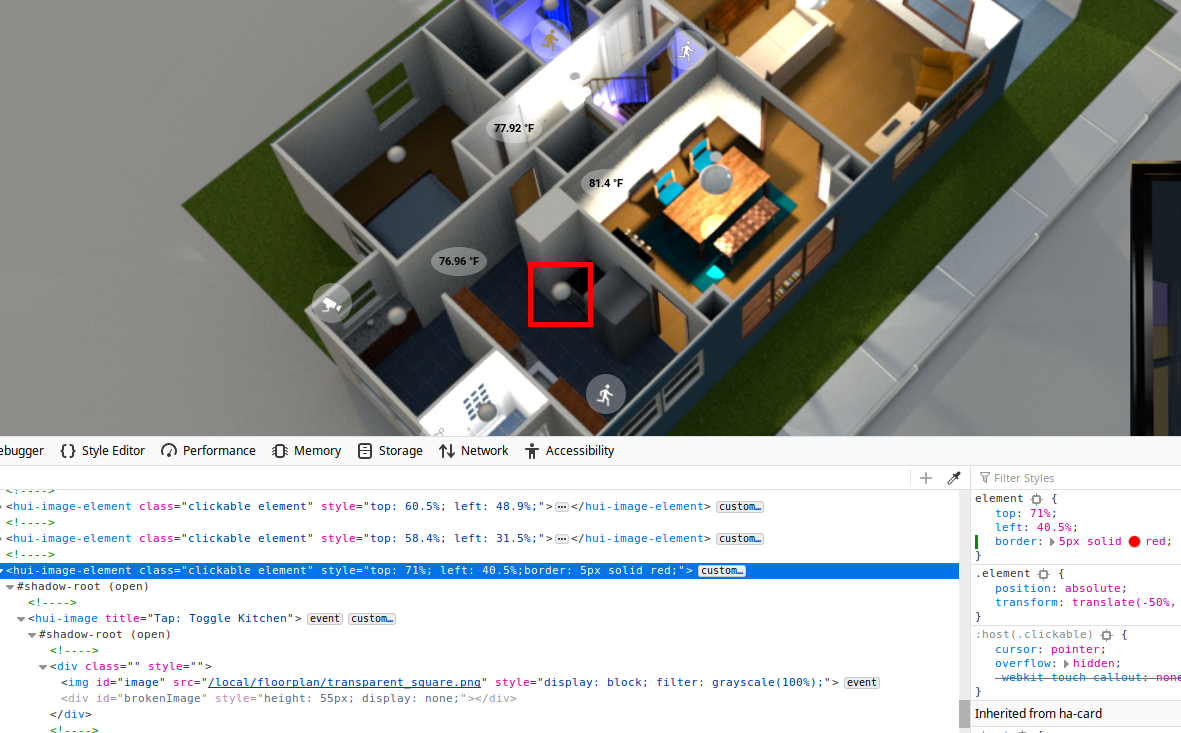 77.92 °F
81.4 °F
76.96 °F
ebugger {} Style Editor Performance Memory Storage Network Accessibility
Filter Styles
<!---->
<hui-image-element class="clickable element" style="top: 60.5%; left: 48.9%;"> ⋯ </hui-image-element> custom…
<!---->
<hui-image-element class="clickable element" style="top: 58.4%; left: 31.5%;"> ⋯ </hui-image-element> custom…
<!---->
<hui-image-element class="clickable element" style="top: 71%; left: 40.5%;border: 5px solid red;"> custom…
#shadow-root (open)
<!---->
<hui-image title="Tap: Toggle Kitchen"> event custom…
#shadow-root (open)
<!---->
<div class="" style="">
<img id="image" src="/local/floorplan/transparent_square.png" style="display: block; filter: grayscale(100%);"> event
<div id="brokenImage" style="height: 55px; display: none;"></div>
</div>
<!---->
element {
top: 71%;
left: 40.5%;
border: 5px solid red;
}
.element {
position: absolute;
transform: translate(-50%,
}
:host(.clickable) {
cursor: pointer;
overflow: hidden;
-webkit-touch-callout: none
}
Inherited from ha-card